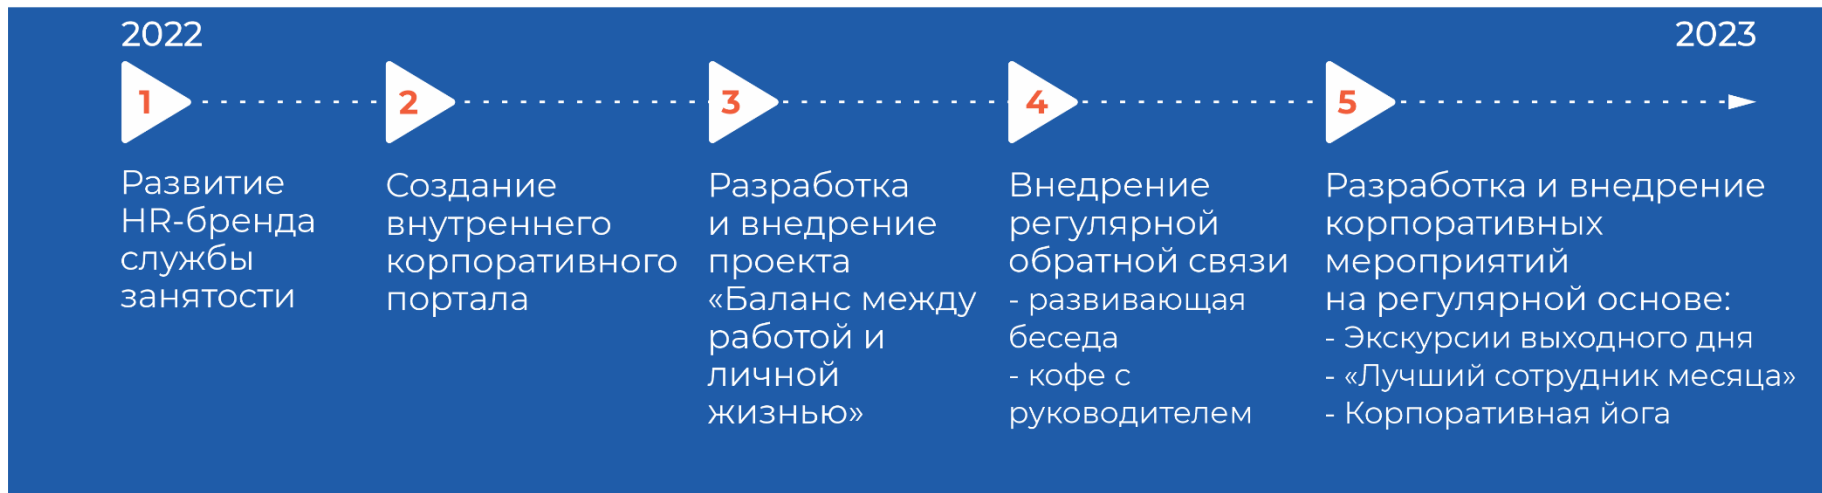 2022
2023
1
2
3
4
5
Развитие
HR-бренда
службы
занятости
Создание
внутреннего
корпоративного
портала
Разработка
и внедрение
проекта
«Баланс между
работой и
личной
жизнью»
Внедрение
регулярной
обратной связи
- развивающая
беседа
- кофе с
руководителем
Разработка и внедрение
корпоративных
мероприятий
на регулярной основе:
- Экскурсии выходного дня
- «Лучший сотрудник месяца»
- Корпоративная йога